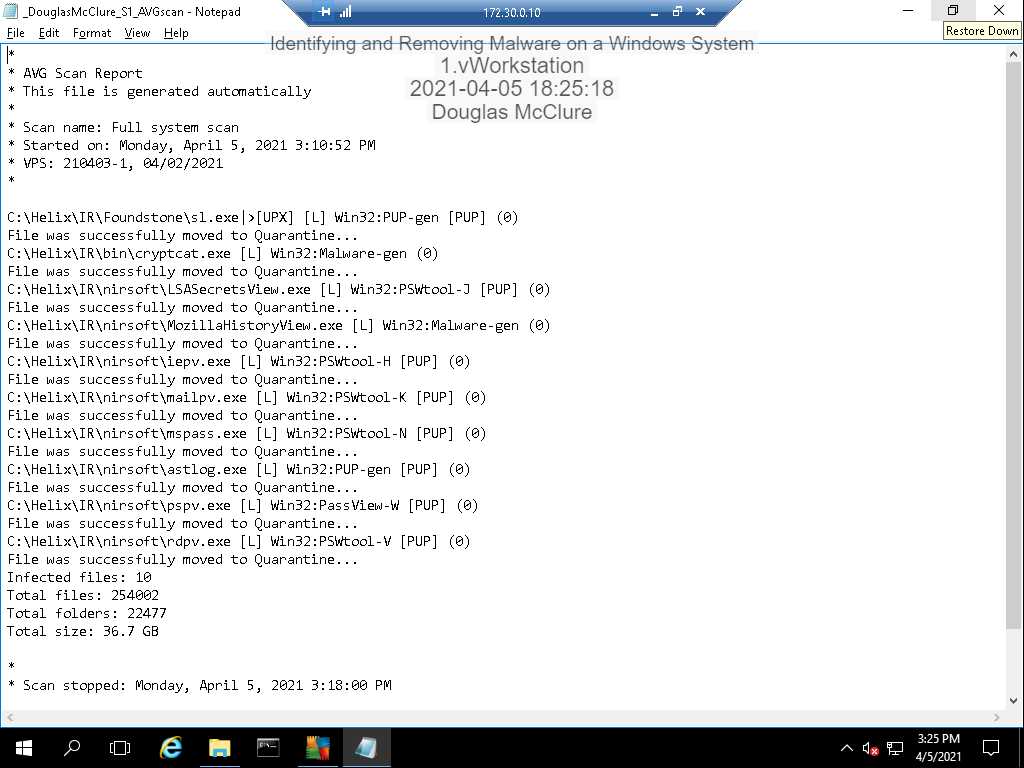 _DouglasMcClure_S1_AVGscan - Notepad
172.30.0.10
File Edit Format View Help
Restore Down
Identifying and Removing Malware on a Windows System
1.vWorkstation
2021-04-05 18:25:18
Douglas McClure
*
* AVG Scan Report
* This file is generated automatically
*
* Scan name: Full system scan
* Started on: Monday, April 5, 2021 3:10:52 PM
* VPS: 210403-1, 04/02/2021
*
C:\Helix\IR\Foundstone\sl.exe|>[UPX] [L] Win32:PUP-gen [PUP] (0)
File was successfully moved to Quarantine...
C:\Helix\IR\bin\cryptcat.exe [L] Win32:Malware-gen (0)
File was successfully moved to Quarantine...
C:\Helix\IR\nirsoft\LSASecretsView.exe [L] Win32:PSWtool-J [PUP] (0)
File was successfully moved to Quarantine...
C:\Helix\IR\nirsoft\MozillaHistoryView.exe [L] Win32:Malware-gen (0)
File was successfully moved to Quarantine...
C:\Helix\IR\nirsoft\iepv.exe [L] Win32:PSWtool-H [PUP] (0)
File was successfully moved to Quarantine...
C:\Helix\IR\nirsoft\mailpv.exe [L] Win32:PSWtool-K [PUP] (0)
File was successfully moved to Quarantine...
C:\Helix\IR\nirsoft\mspass.exe [L] Win32:PSWtool-N [PUP] (0)
File was successfully moved to Quarantine...
C:\Helix\IR\nirsoft\astlog.exe [L] Win32:PUP-gen [PUP] (0)
File was successfully moved to Quarantine...
C:\Helix\IR\nirsoft\pspv.exe [L] Win32:PassView-W [PUP] (0)
File was successfully moved to Quarantine...
C:\Helix\IR\nirsoft\rdpv.exe [L] Win32:PSWtool-V [PUP] (0)
File was successfully moved to Quarantine...
Infected files: 10
Total files: 254002
Total folders: 22477
Total size: 36.7 GB
*
* Scan stopped: Monday, April 5, 2021 3:18:00 PM
3:25 PM
4/5/2021